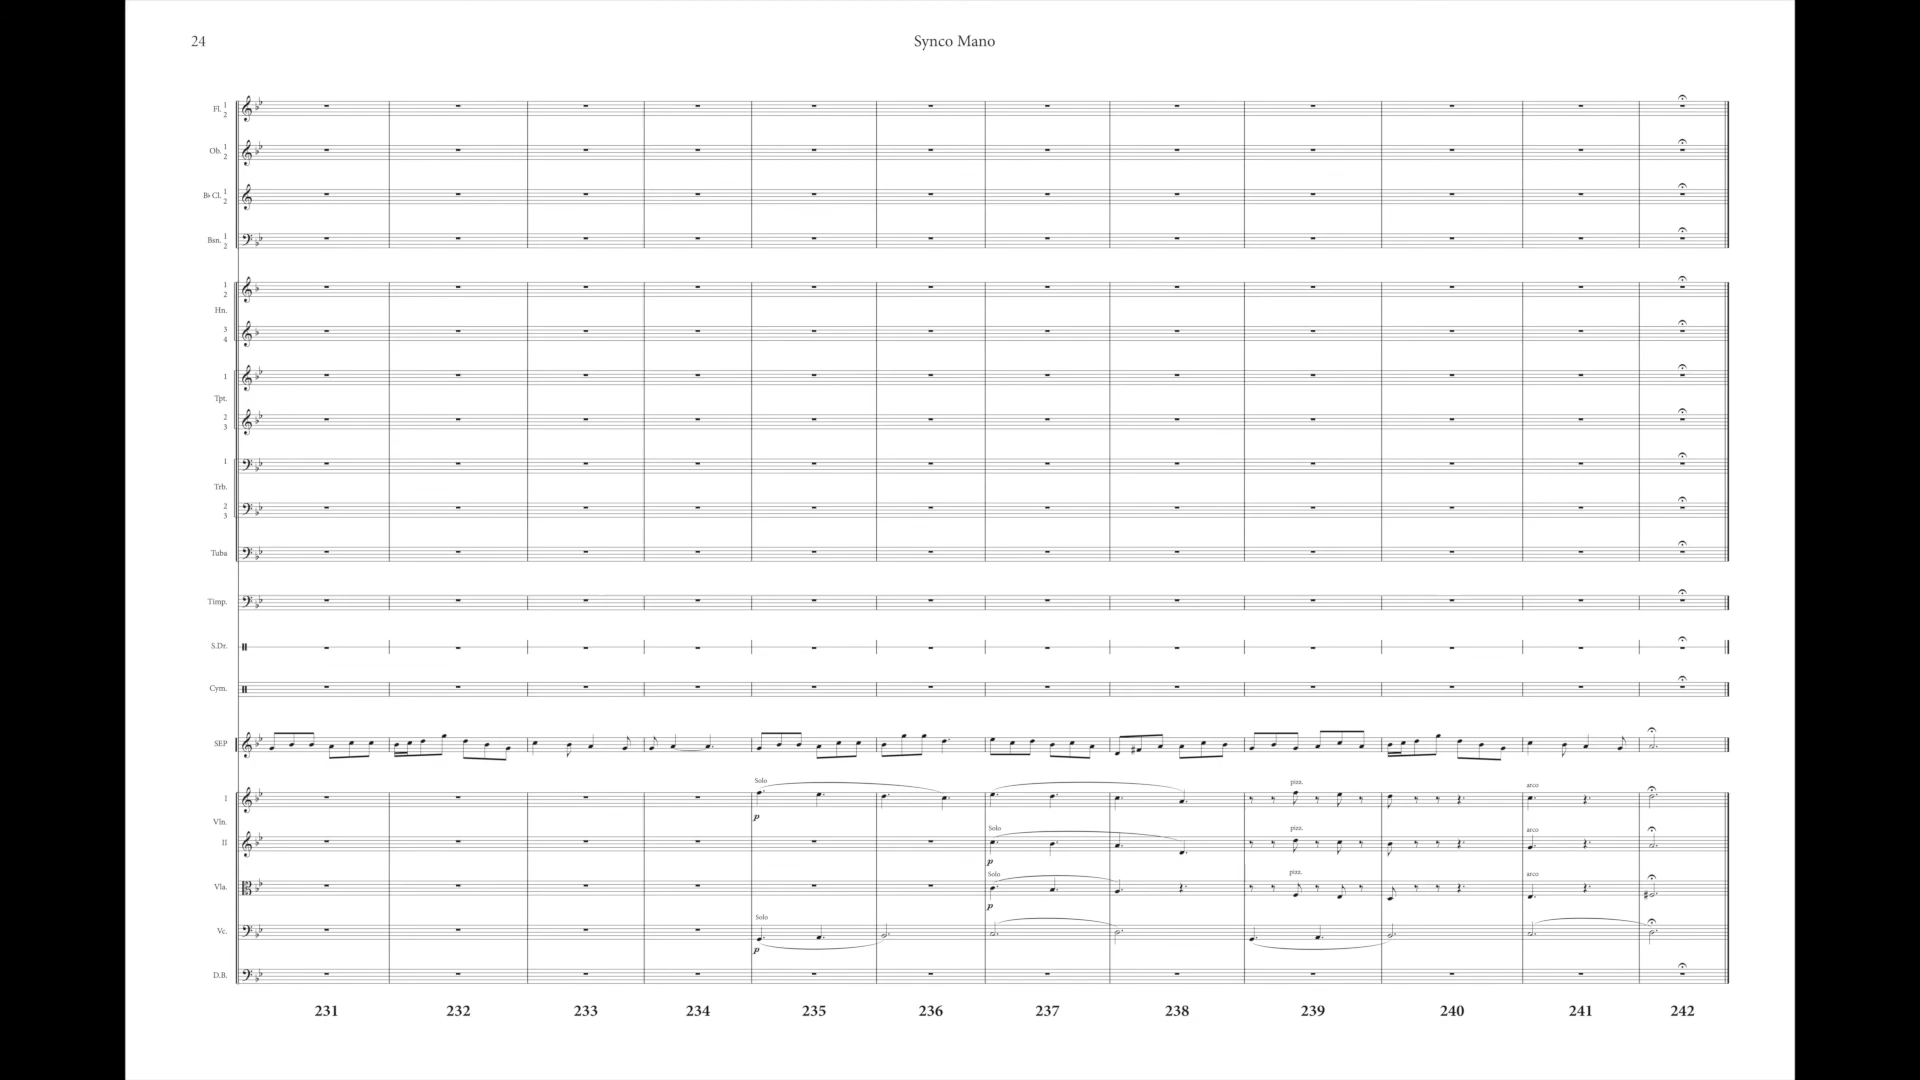 24
Synco Mano
Fl. 1
2
Ob. 1
2
B♭ Cl. 1
2
Bsn. 1
2
1
2
Hn.
3
4
1
Tpt.
2
3
1
Trb.
2
3
Tuba
Timp.
S.Dr.
Cym.
SEP
Solo
pizz.
arco
I
p
Vln.
Solo
pizz.
arco
II
p
Solo
pizz.
arco
Vla.
p
Solo
Vc.
p
D.B.
231 232 233 234 235 236 237 238 239 240 241 242